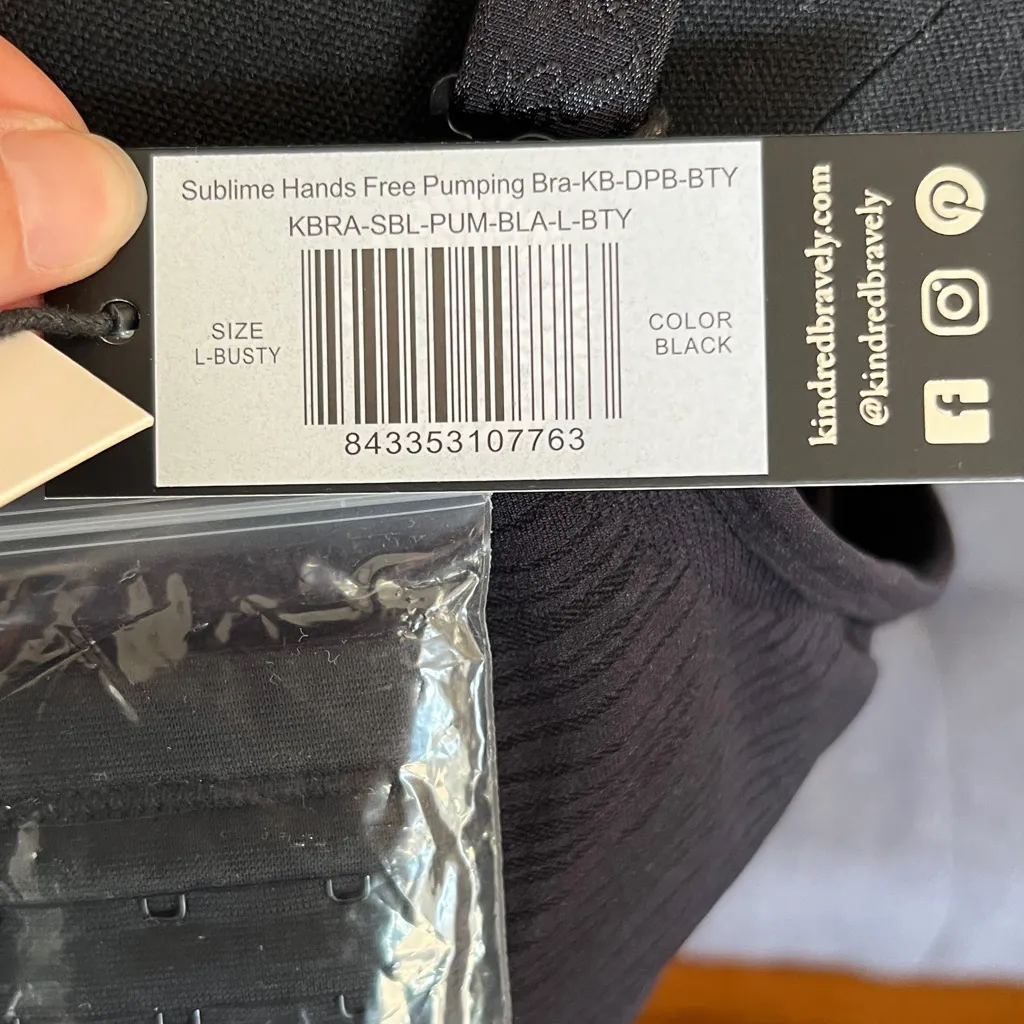 Sublime Hands Free Pumping Bra-KB-DPB-BTY
KBRA-SBL-PUM-BLA-L-BTY
SIZE
L-BUSTY
COLOR
BLACK
843353107763
kindredbravely.com
@kindredbravely